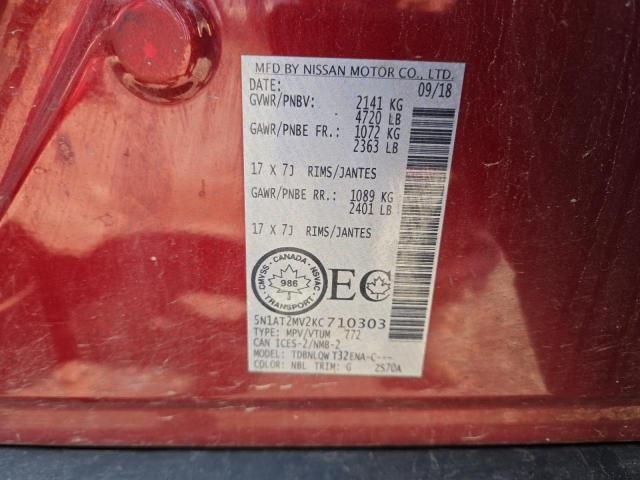 MFD BY NISSAN MOTOR CO., LTD.
DATE: 09/18
GVWR/PNBV: 2141 KG
4720 LB
GAWR/PNBE FR.: 1072 KG
2363 LB
17 X 7J RIMS/JANTES
GAWR/PNBE RR.: 1089 KG
2401 LB
17 X 7J RIMS/JANTES
CANADA
CMVSS NSVAC
986
TRANSPORT
EC
5N1AT2MV2KC710303
TYPE: MPV/VTUM 772
CAN ICES-2/NMB-2
MODEL: TDBNLQW T32ENA-C---
COLOR: NBL TRIM: G 2S70A